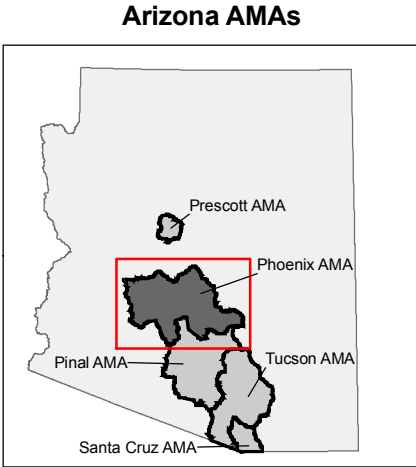 Arizona AMAs
Prescott AMA
Phoenix AMA
Pinal AMA
Tucson AMA
Santa Cruz AMA